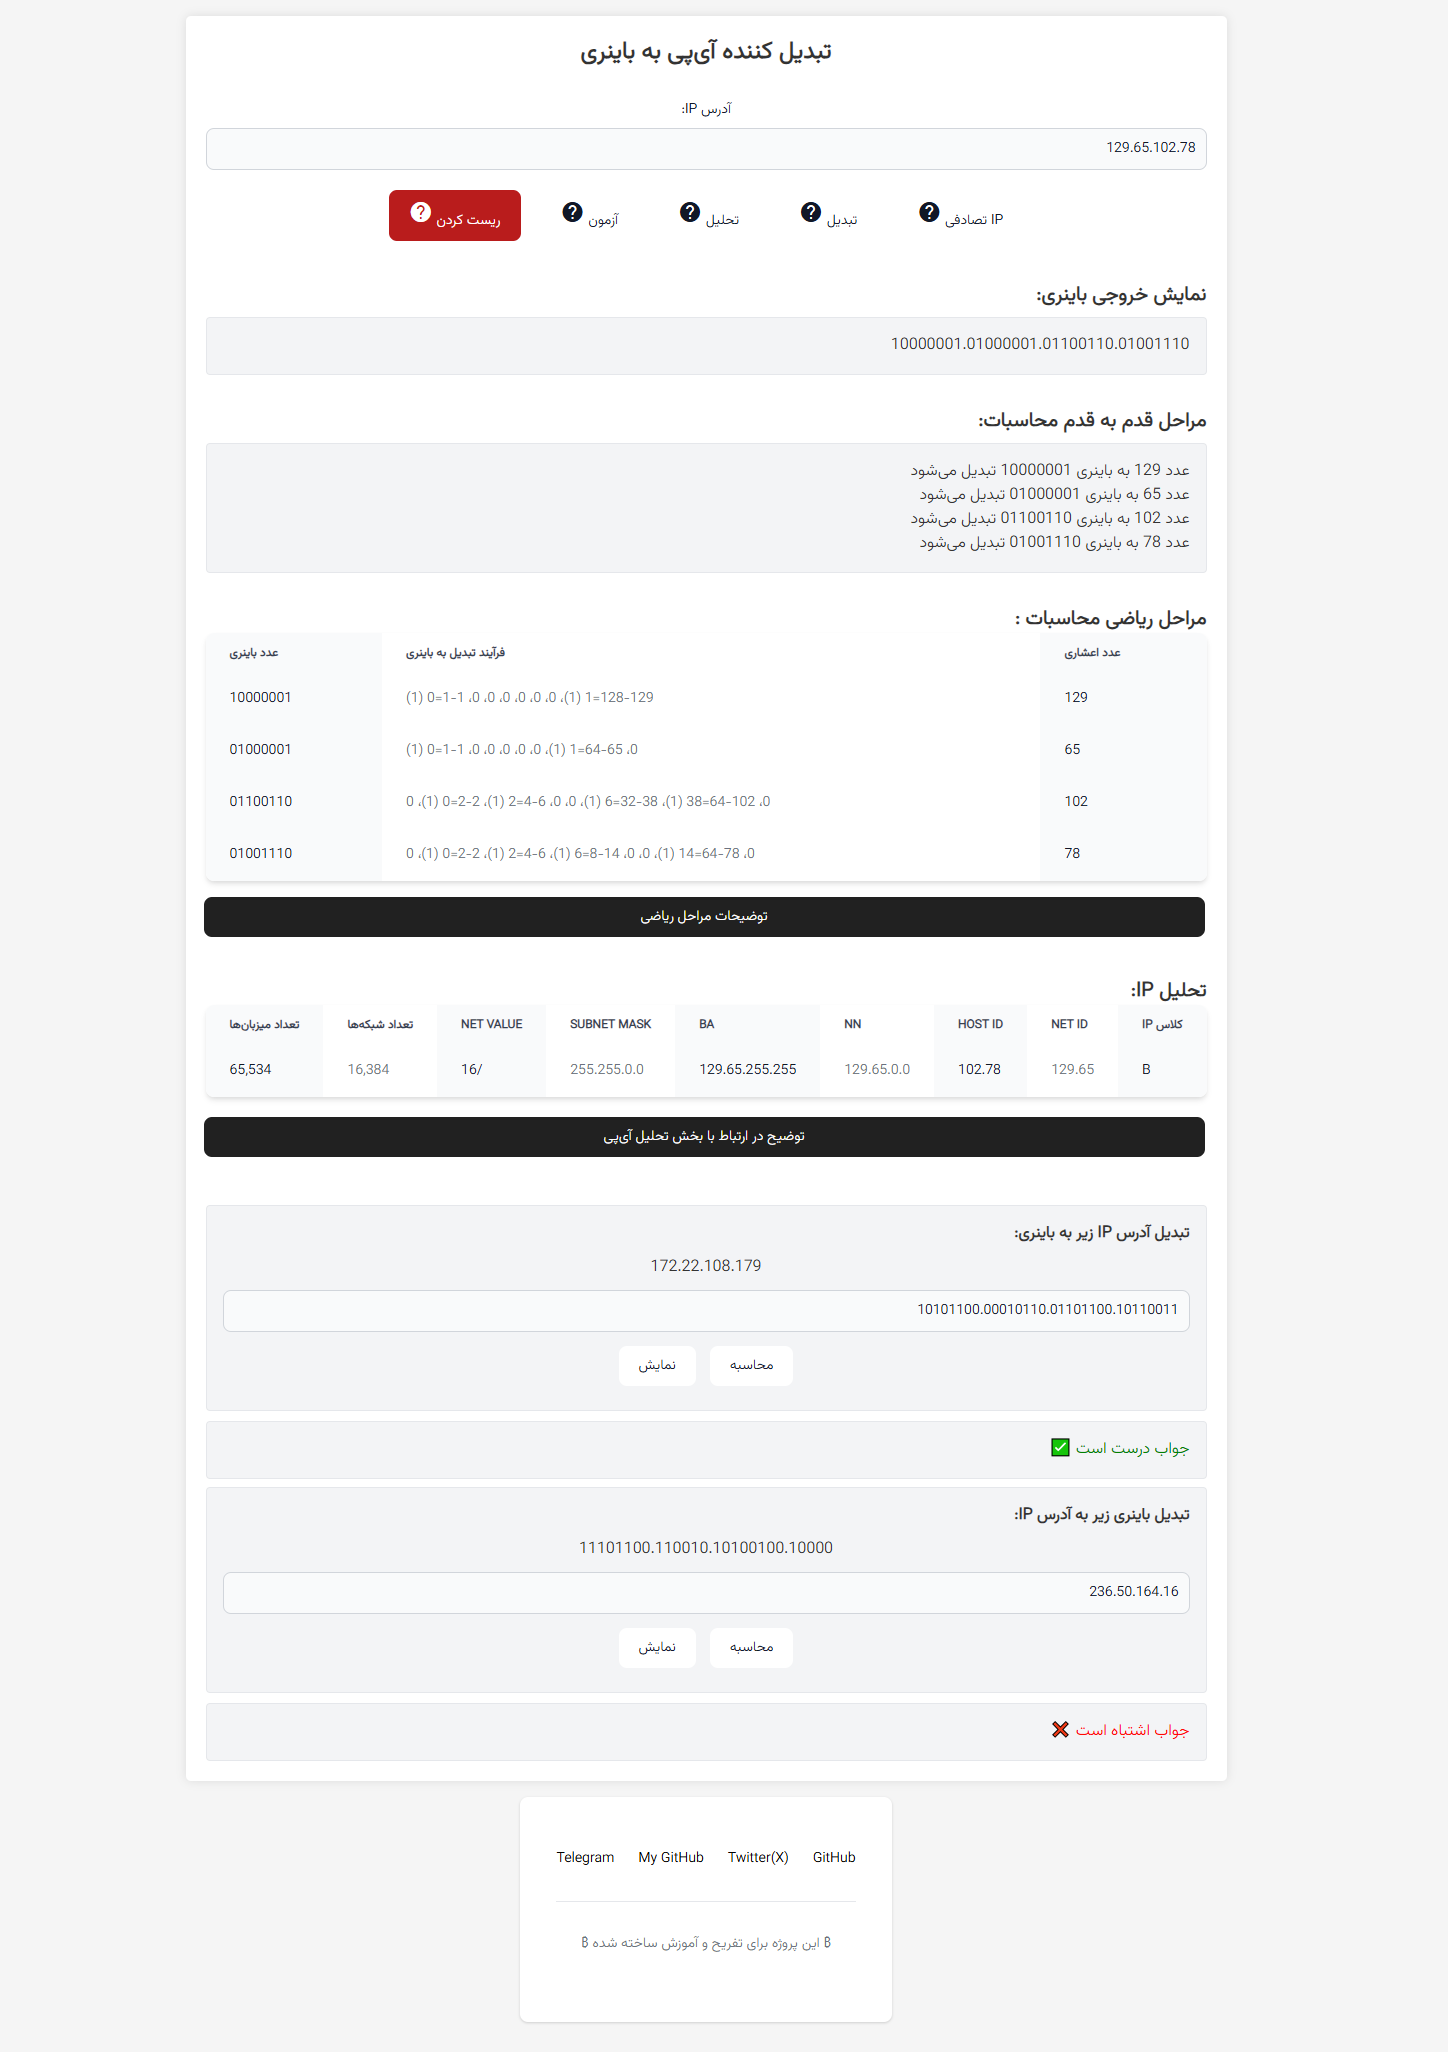 تبدیل کننده آی‌پی به باینری
آدرس IP:
129.65.102.78
IP تصادفی
تبدیل
تحلیل
آزمون
ریست کردن
نمایش خروجی باینری:
10000001.01000001.01100110.01001110
مراحل قدم به قدم محاسبات:
عدد 129 به باینری 10000001 تبدیل می‌شود
عدد 65 به باینری 01000001 تبدیل می‌شود
عدد 102 به باینری 01100110 تبدیل می‌شود
عدد 78 به باینری 01001110 تبدیل می‌شود
مراحل ریاضی محاسبات :
عدد اعشاری فرآیند تبدیل به باینری عدد باینری
129 129-128=1 (1)، 0، 0، 0، 0، 0، 0، 1-1=0 (1) 10000001
65 0، 65-64=1 (1)، 0، 0، 0، 0، 0، 1-1=0 (1) 01000001
102 0، 102-64=38 (1)، 38-32=6 (1)، 0، 0، 6-4=2 (1)، 2-2=0 (1)، 0 01100110
78 0، 78-64=14 (1)، 0، 0، 14-8=6 (1)، 6-4=2 (1)، 2-2=0 (1)، 0 01001110
توضیحات مراحل ریاضی
تحلیل IP:
کلاس IP NET ID HOST ID NN BA SUBNET MASK NET VALUE تعداد شبکه‌ها تعداد میزبان‌ها
B 129.65 102.78 129.65.0.0 129.65.255.255 255.255.0.0 16/ 16,384 65,534
توضیح در ارتباط با بخش تحلیل آی‌پی
تبدیل آدرس IP زیر به باینری:
172.22.108.179
10101100.00010110.01101100.10110011
محاسبه
نمایش
جواب درست است ✅
تبدیل باینری زیر به آدرس IP:
11101100.110010.10100100.10000
236.50.164.16
محاسبه
نمایش
جواب اشتباه است ❌
Telegram My GitHub Twitter(X) GitHub
₿ این پروژه برای تفریح و آموزش ساخته شده ₿